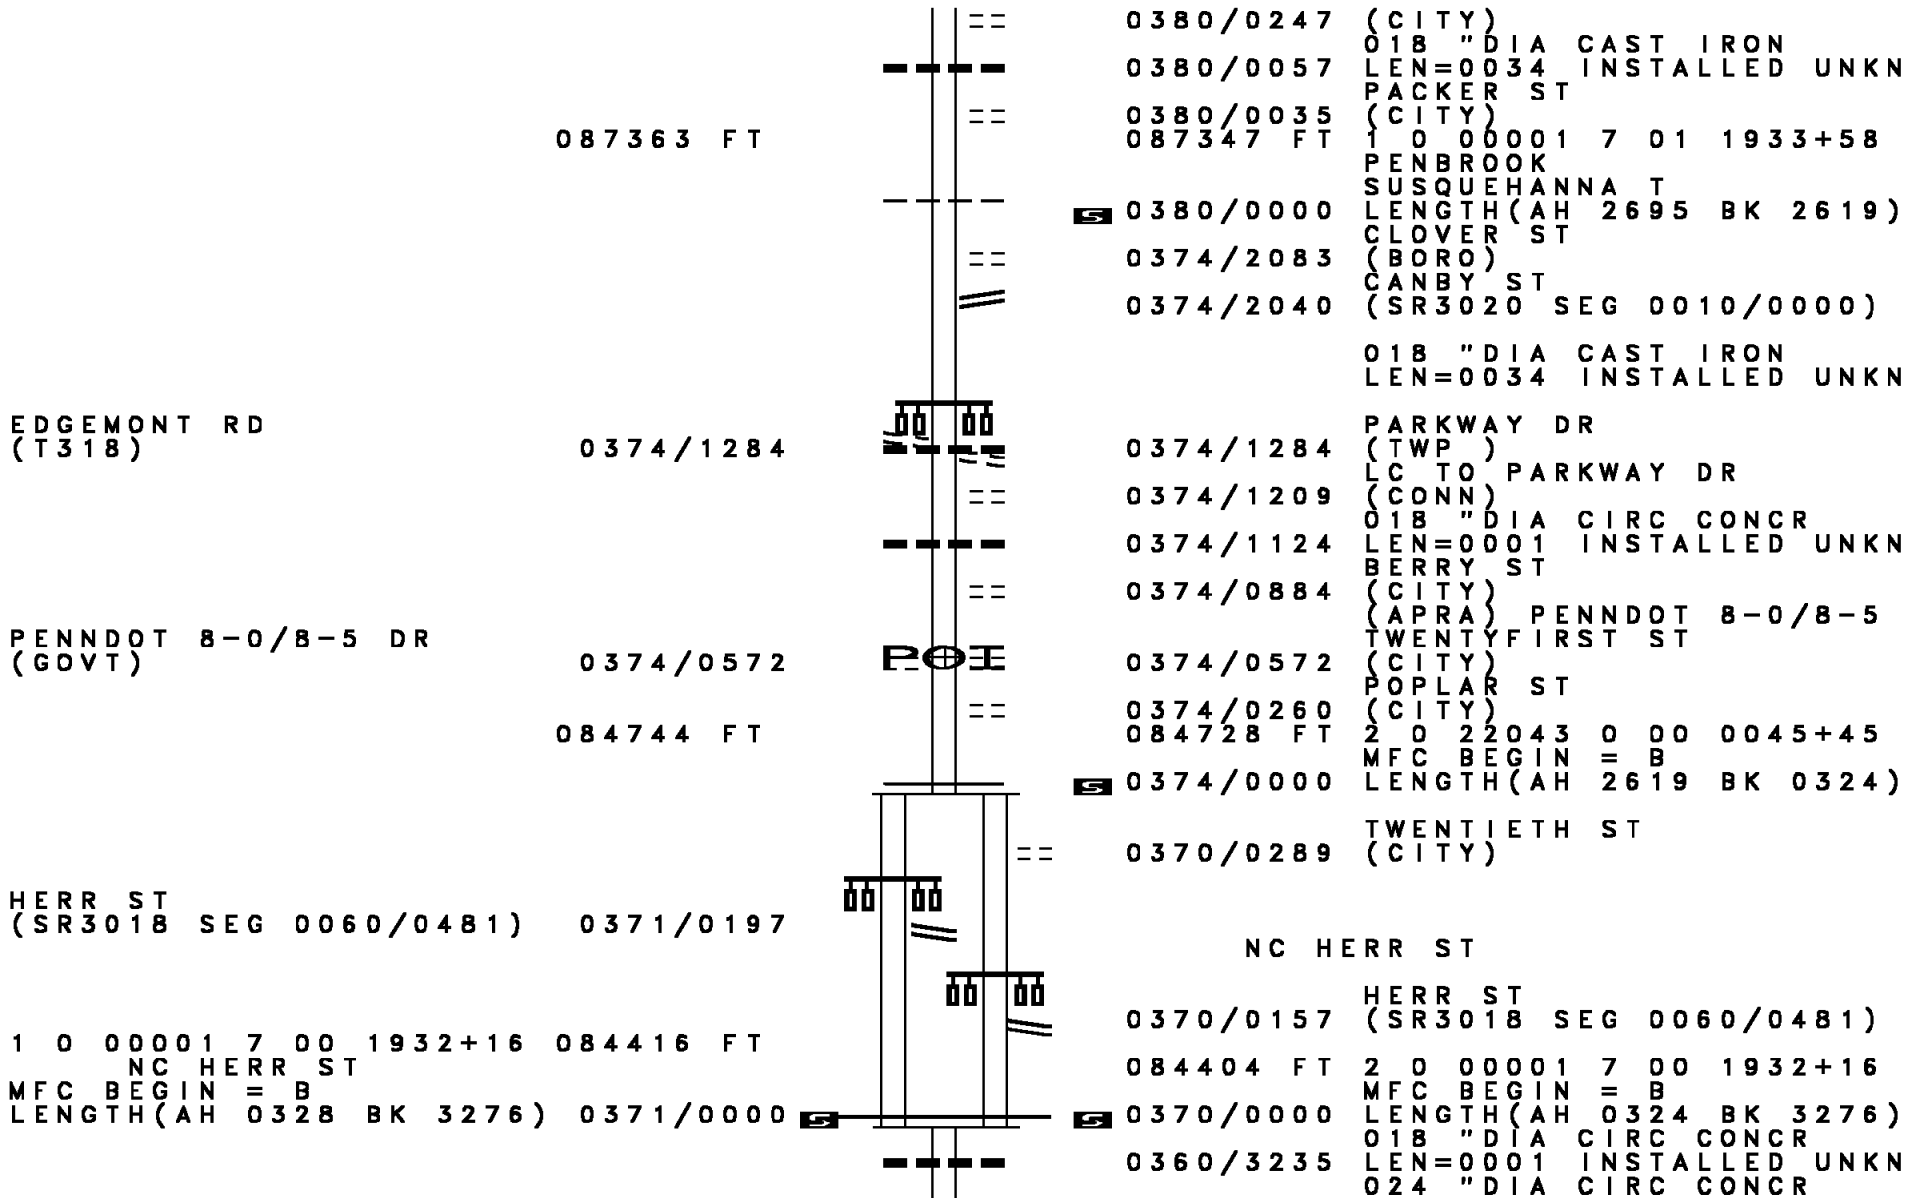 0380/0247 (CITY)
018 "DIA CAST IRON
0380/0057 LEN=0034 INSTALLED UNKN
PACKER ST
0380/0035 (CITY)
087363 FT 087347 FT 1 0 00001 7 01 1933+58
PENBROOK
SUSQUEHANNA T
S 0380/0000 LENGTH(AH 2695 BK 2619)
CLOVER ST
0374/2083 (BORO)
CANBY ST
0374/2040 (SR3020 SEG 0010/0000)
018 "DIA CAST IRON
LEN=0034 INSTALLED UNKN
EDGEMONT RD PARKWAY DR
(T318) 0374/1284 0374/1284 (TWP )
LC TO PARKWAY DR
0374/1209 (CONN)
018 "DIA CIRC CONCR
0374/1124 LEN=0001 INSTALLED UNKN
BERRY ST
0374/0884 (CITY)
(APRA) PENNDOT 8-0/8-5
PENNDOT 8-0/8-5 DR TWENTYFIRST ST
(GOVT) 0374/0572 POI 0374/0572 (CITY)
POPLAR ST
0374/0260 (CITY)
084744 FT 084728 FT 2 0 22043 0 00 0045+45
MFC BEGIN = B
S 0374/0000 LENGTH(AH 2619 BK 0324)
TWENTIETH ST
0370/0289 (CITY)
HERR ST
(SR3018 SEG 0060/0481) 0371/0197
NC HERR ST
HERR ST
0370/0157 (SR3018 SEG 0060/0481)
1 0 00001 7 00 1932+16 084416 FT
NC HERR ST 084404 FT 2 0 00001 7 00 1932+16
MFC BEGIN = B MFC BEGIN = B
LENGTH(AH 0328 BK 3276) 0371/0000 S S 0370/0000 LENGTH(AH 0324 BK 3276)
018 "DIA CIRC CONCR
0360/3235 LEN=0001 INSTALLED UNKN
024 "DIA CIRC CONCR